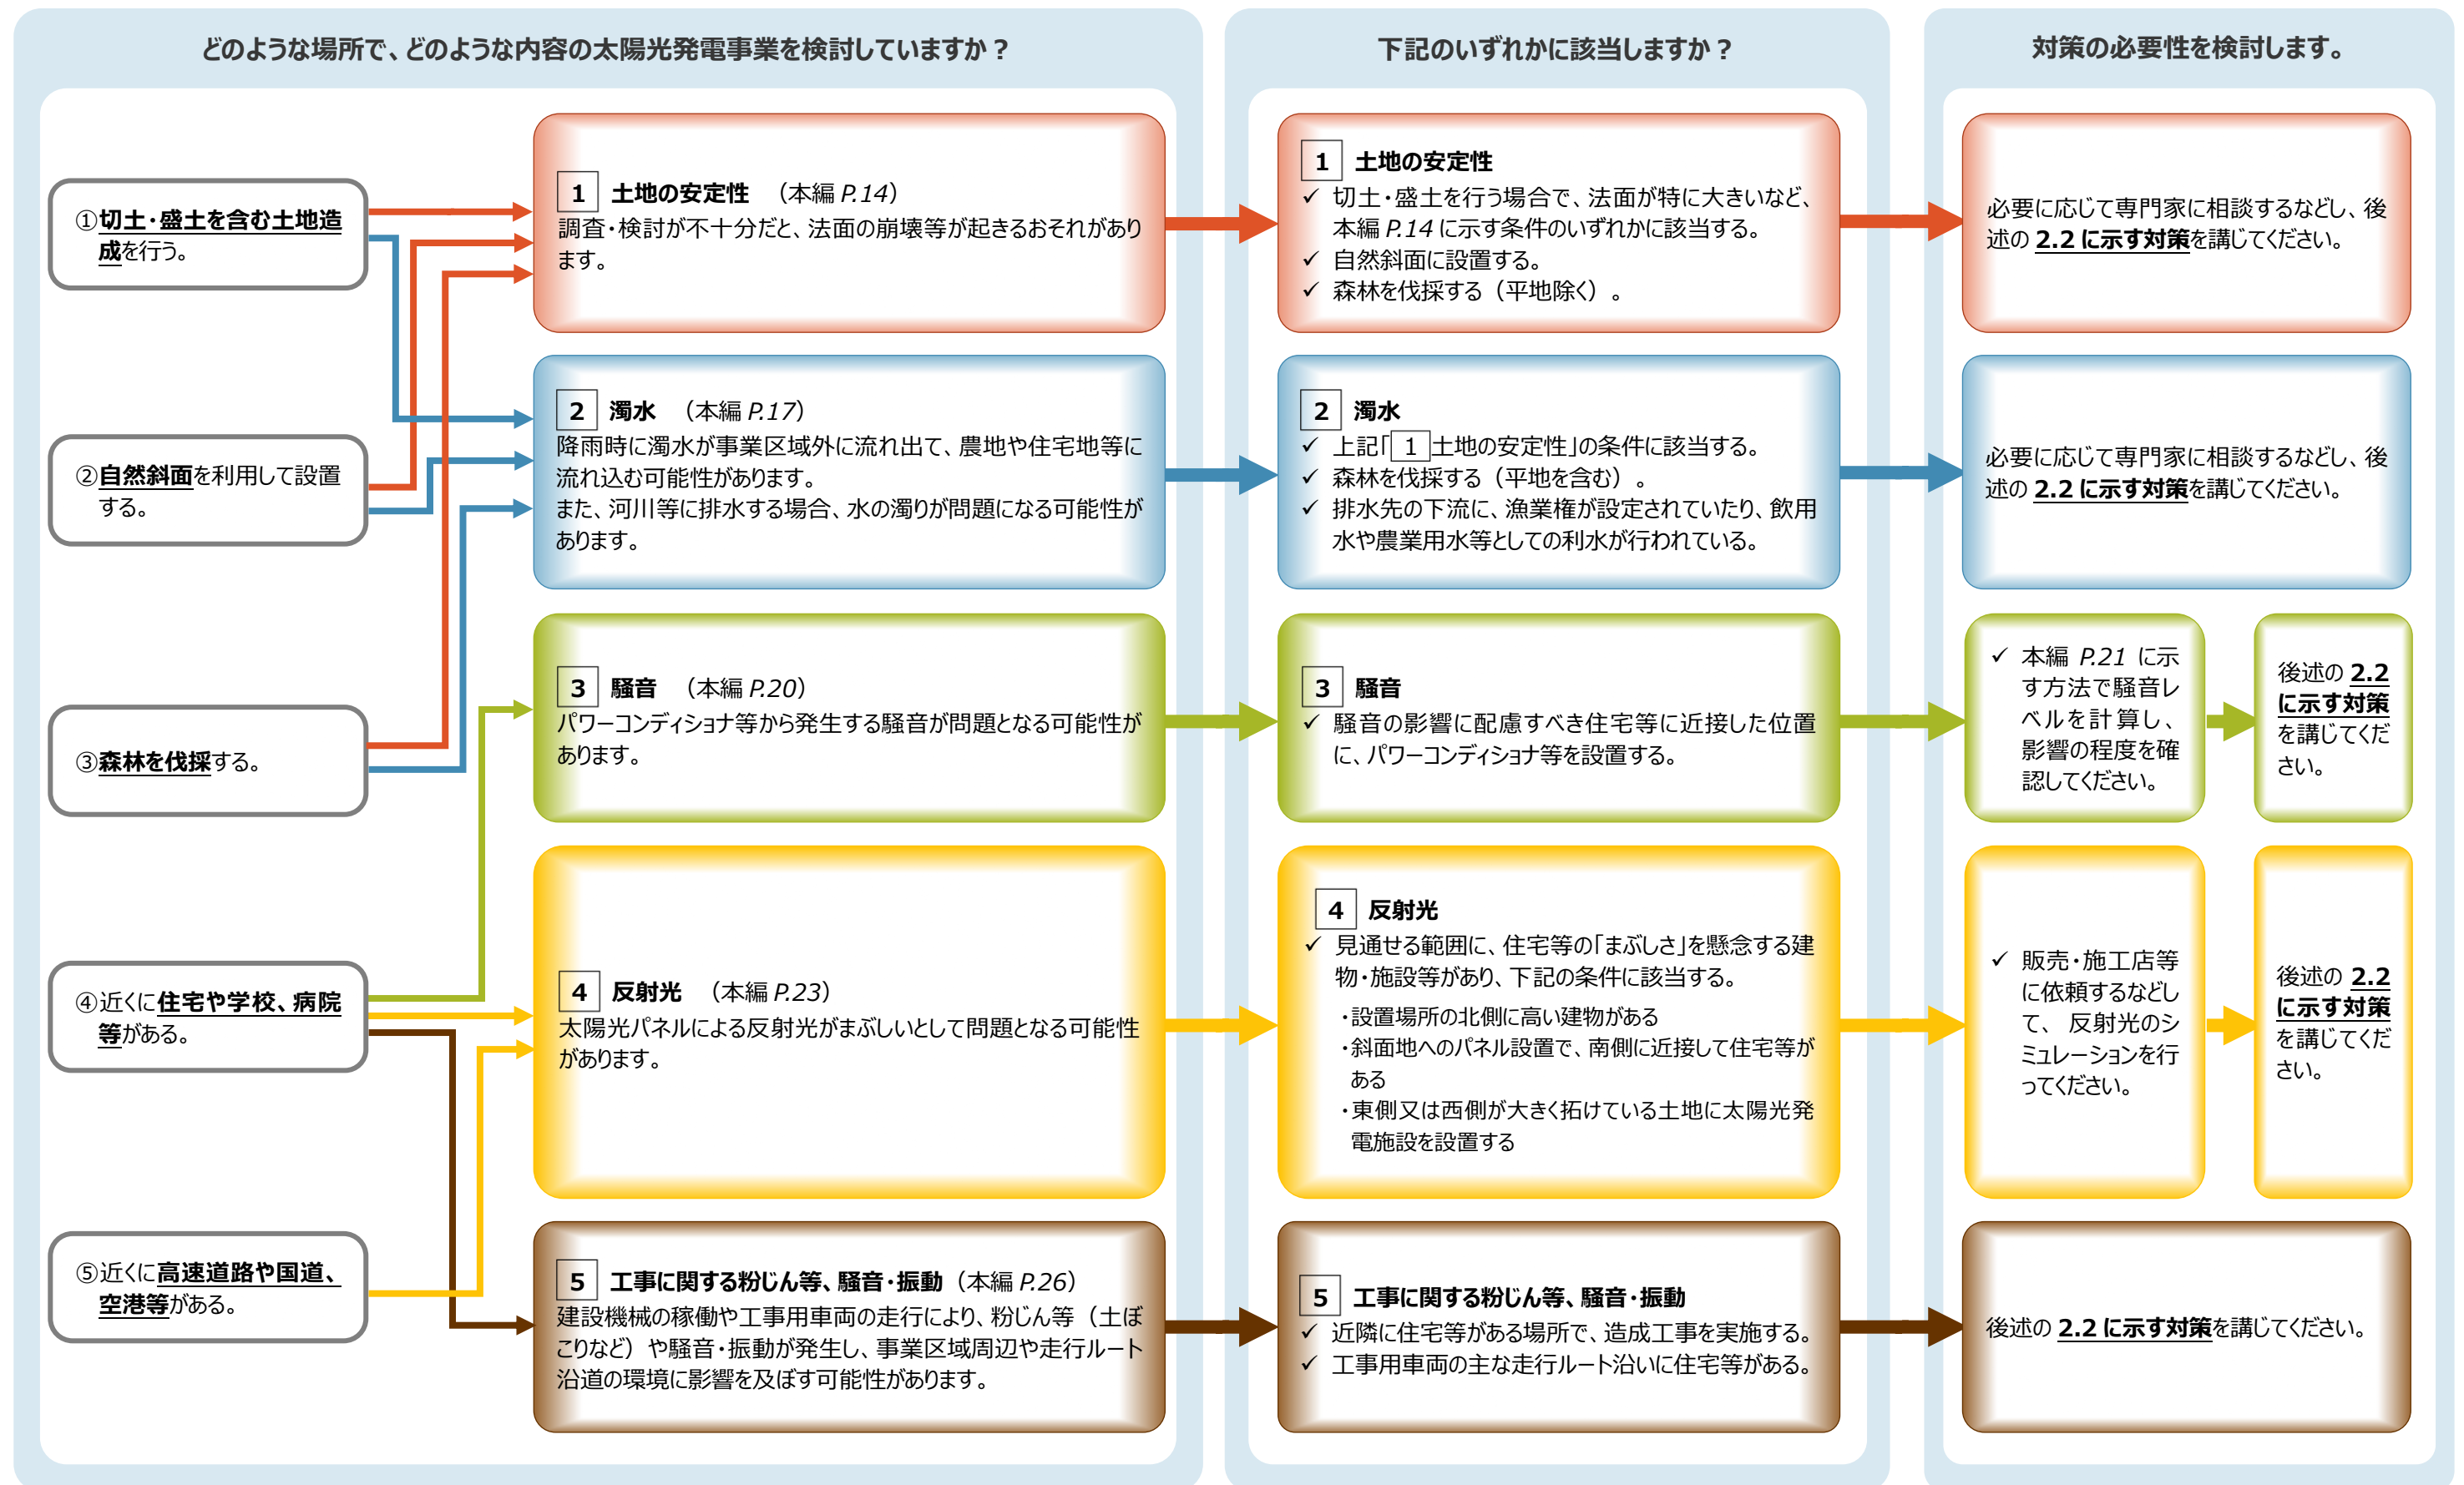 どのような場所で、どのような内容の太陽光発電事業を検討していますか？
①切土・盛土を含む土地造
成を行う。
②自然斜面を利用して設置
する。
③森林を伐採する。
④近くに住宅や学校、病院
等がある。
⑤近くに高速道路や国道、
空港等がある。
1 土地の安定性 （本編 P.14）
調査・検討が不十分だと、法面の崩壊等が起きるおそれがあり
ます。
2 濁水 （本編 P.17）
降雨時に濁水が事業区域外に流れ出て、農地や住宅地等に
流れ込む可能性があります。
また、河川等に排水する場合、水の濁りが問題になる可能性が
あります。
3 騒音 （本編 P.20）
パワーコンディショナ等から発生する騒音が問題となる可能性が
あります。
4 反射光 （本編 P.23）
太陽光パネルによる反射光がまぶしいとして問題となる可能性
があります。
5 工事に関する粉じん等、騒音・振動（本編 P.26）
建設機械の稼働や工事用車両の走行により、粉じん等（土ぼ
こりなど）や騒音・振動が発生し、事業区域周辺や走行ルート
沿道の環境に影響を及ぼす可能性があります。
下記のいずれかに該当しますか？
1 土地の安定性
✓ 切土・盛土を行う場合で、法面が特に大きいなど、
本編 P.14 に示す条件のいずれかに該当する。
✓ 自然斜面に設置する。
✓ 森林を伐採する（平地除く）。
2 濁水
✓ 上記「1 土地の安定性」の条件に該当する。
✓ 森林を伐採する（平地を含む）。
✓ 排水先の下流に、漁業権が設定されていたり、飲用
水や農業用水等としての利水が行われている。
3 騒音
✓ 騒音の影響に配慮すべき住宅等に近接した位置
に、パワーコンディショナ等を設置する。
4 反射光
✓ 見通せる範囲に、住宅等の「まぶしさ」を懸念する建
物・施設等があり、下記の条件に該当する。
・設置場所の北側に高い建物がある
・斜面地へのパネル設置で、南側に近接して住宅等が
ある
・東側又は西側が大きく拓けている土地に太陽光発
電施設を設置する
5 工事に関する粉じん等、騒音・振動
✓ 近隣に住宅等がある場所で、造成工事を実施する。
✓ 工事用車両の主な走行ルート沿いに住宅等がある。
対策の必要性を検討します。
必要に応じて専門家に相談するなどし、後
述の 2.2 に示す対策を講じてください。
必要に応じて専門家に相談するなどし、後
述の 2.2 に示す対策を講じてください。
✓ 本編 P.21 に示
す方法で騒音レ
ベルを計算し、
影響の程度を確
認してください。
後述の 2.2
に示す対策
を講じてくだ
さい。
✓ 販売・施工店等
に依頼するなどし
て、反射光のシ
ミュレーションを行
ってください。
後述の 2.2
に示す対策
を講じてくだ
さい。
後述の 2.2 に示す対策を講じてください。